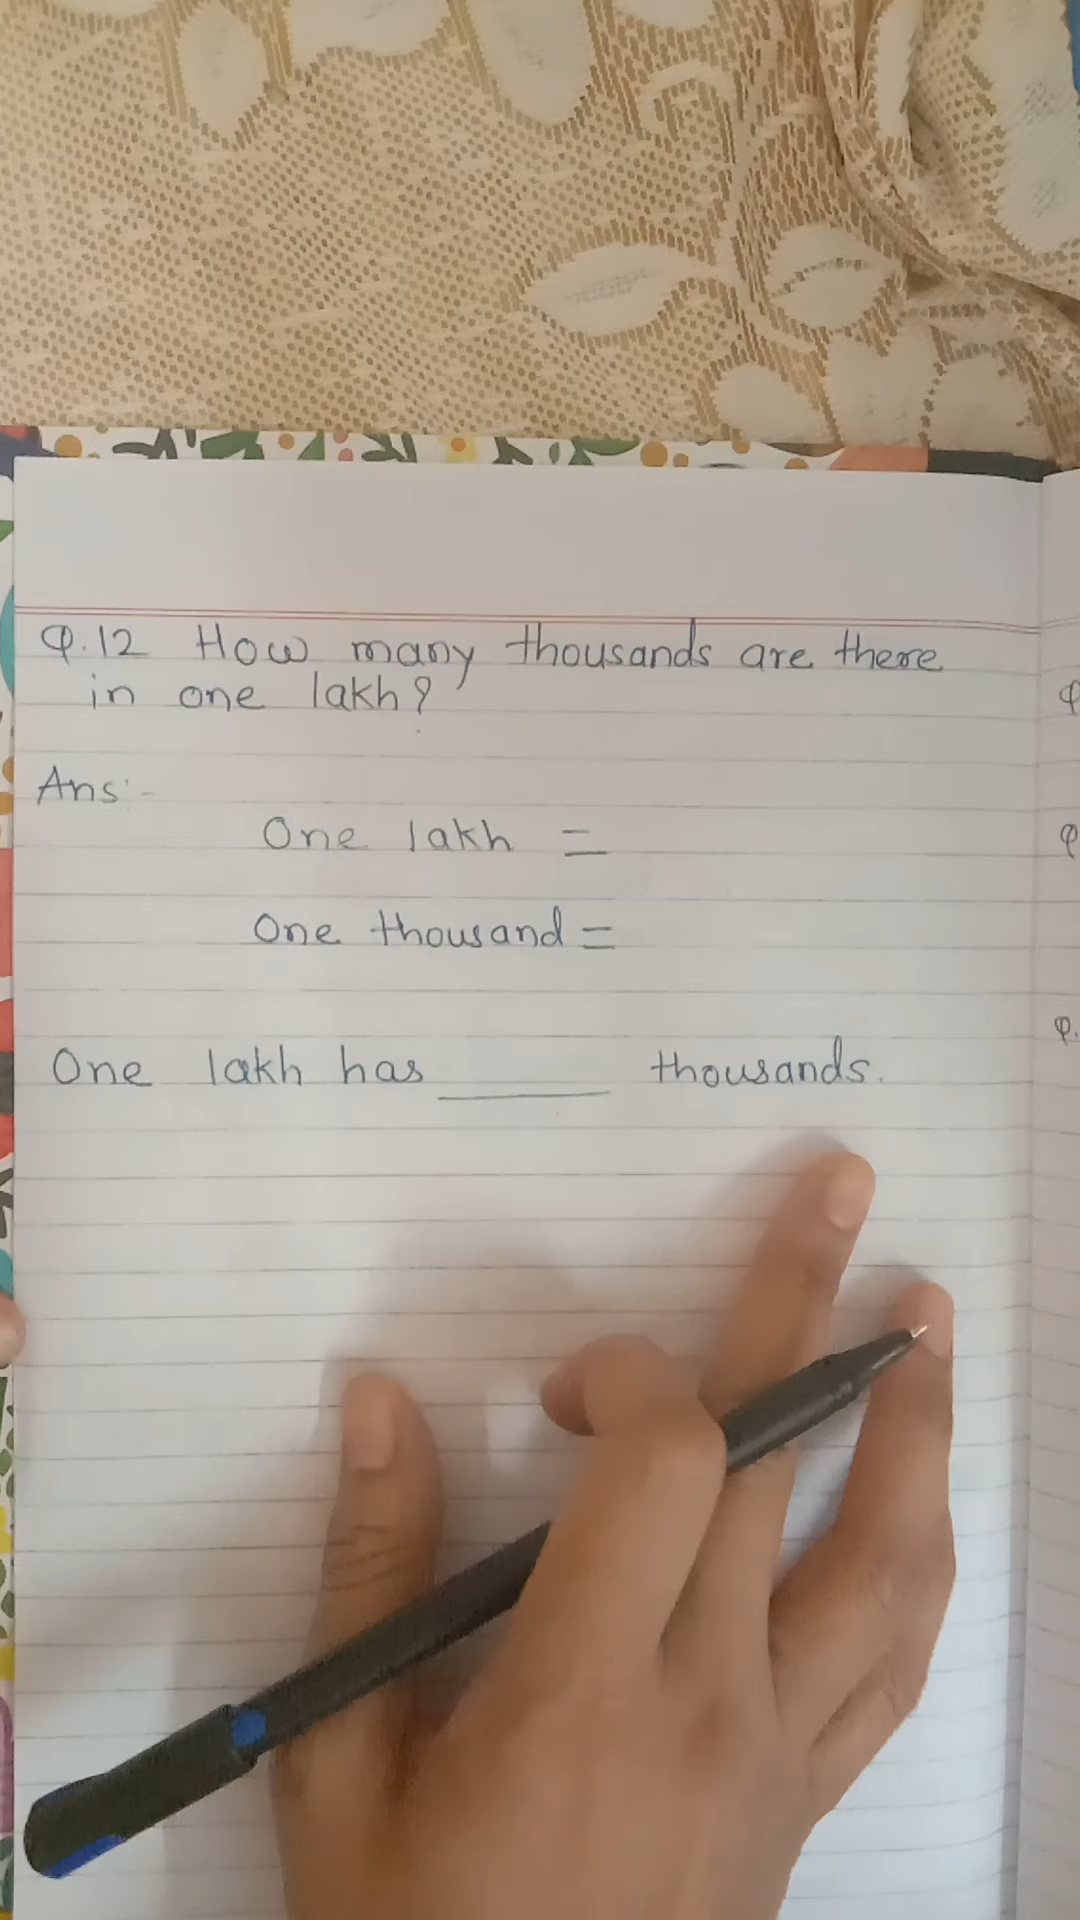 Q.12 How many thousands are there
in one lakh?
Ans:-
One lakh =
One thousand =
One lakh has ______ thousands.